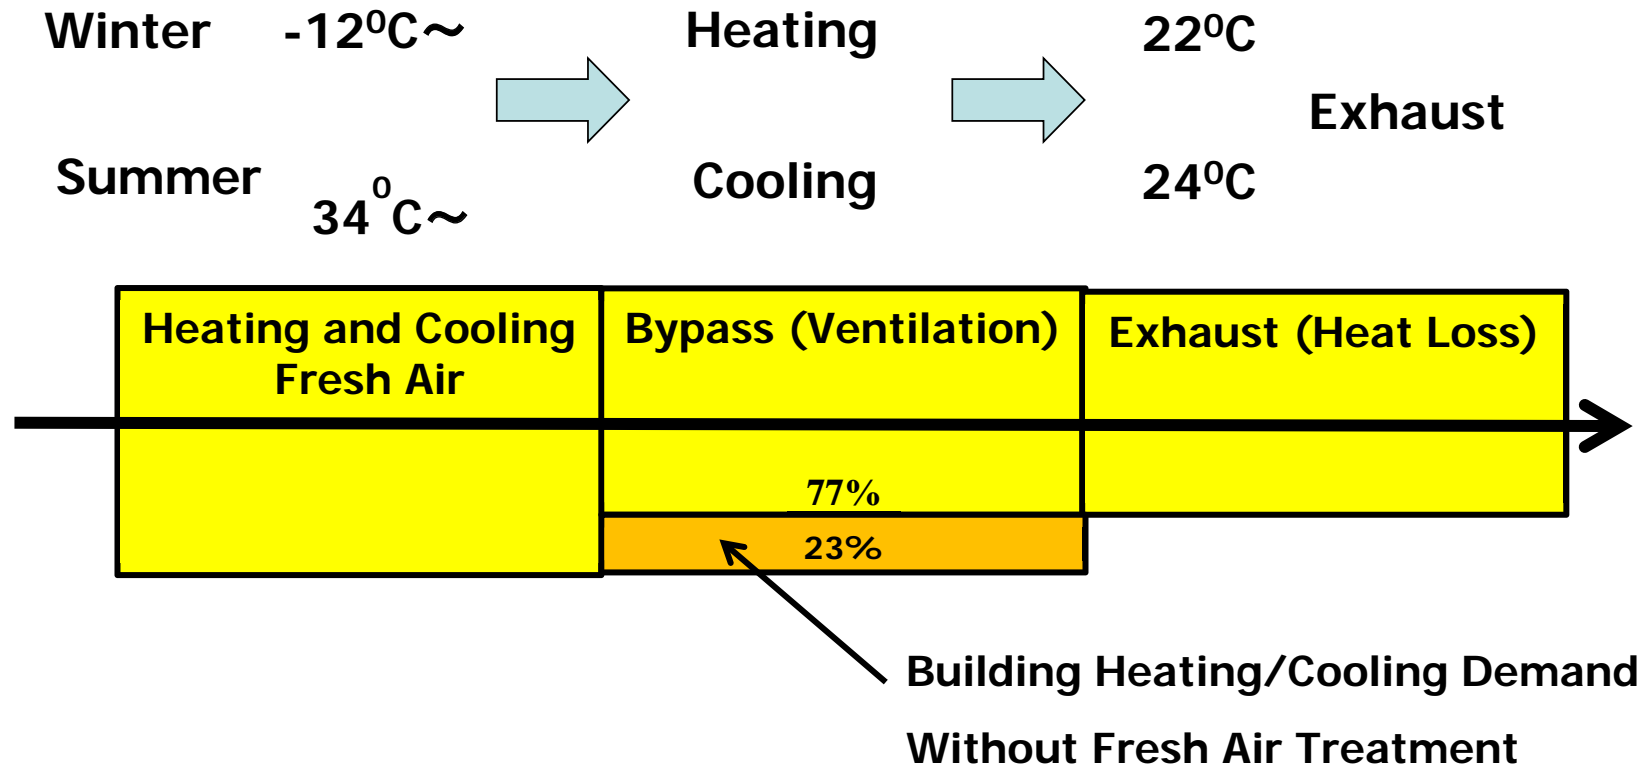 Winter -12⁰C～ Heating 22⁰C
Exhaust
Summer 34⁰C～ Cooling 24⁰C
Heating and Cooling
Fresh Air
Bypass (Ventilation)
Exhaust (Heat Loss)
77%
23%
Building Heating/Cooling Demand
Without Fresh Air Treatment